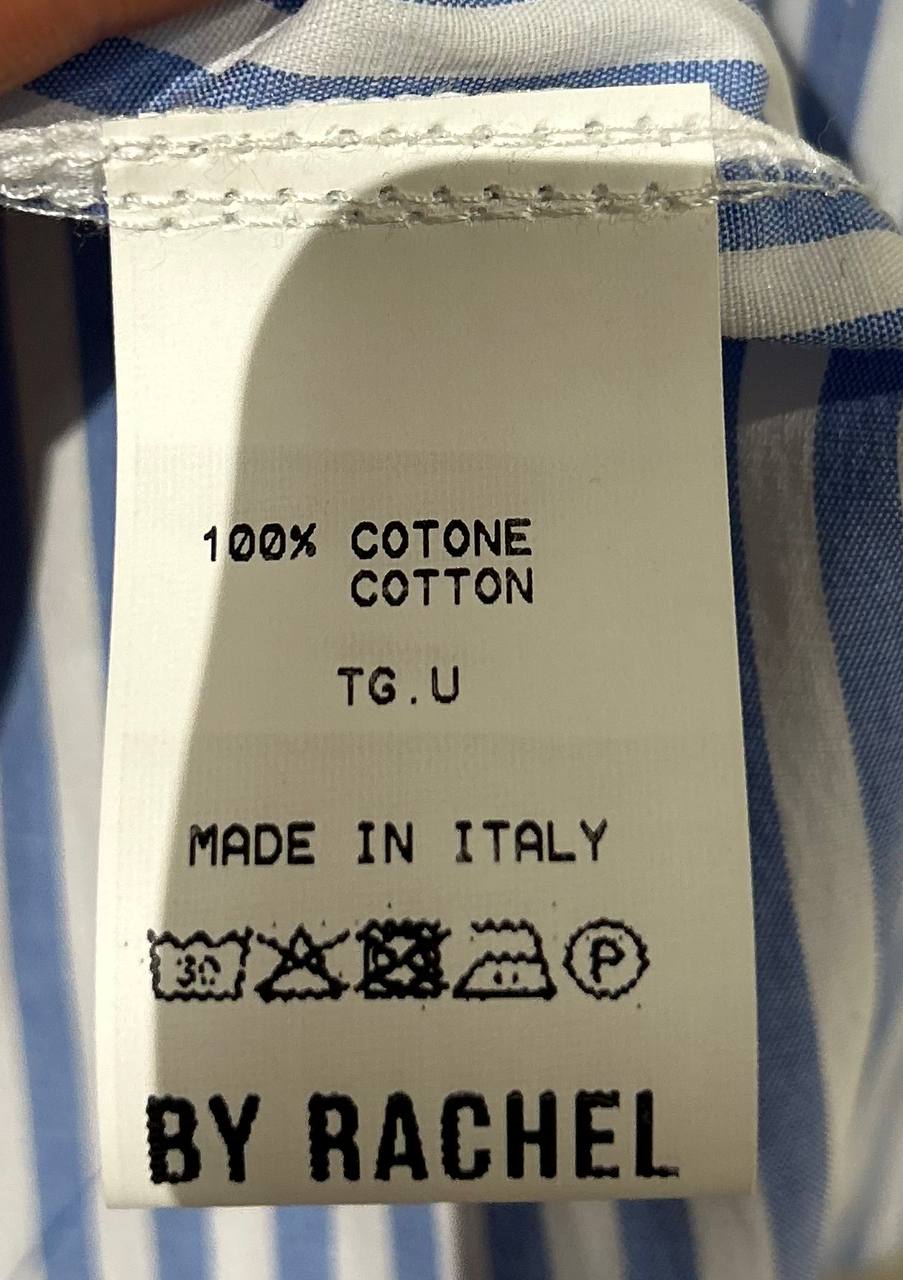 100% COTONE
COTTON
TG.U
MADE IN ITALY
30 P
BY RACHEL